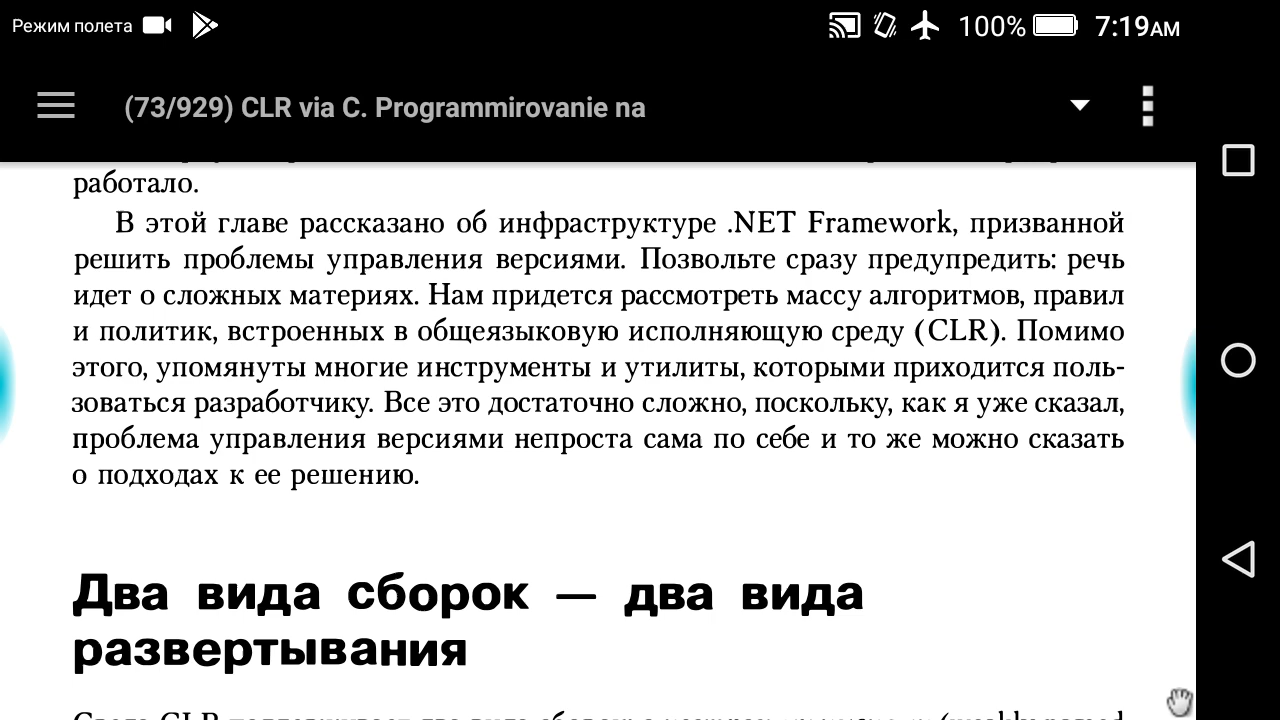 Режим полета
100%
7:19AM
(73/929) CLR via C. Programmirovanie na
работало.
В этой главе рассказано об инфраструктуре .NET Framework, призванной
решить проблемы управления версиями. Позвольте сразу предупредить: речь
идет о сложных материях. Нам придется рассмотреть массу алгоритмов, правил
и политик, встроенных в общеязыковую исполняющую среду (CLR). Помимо
этого, упомянуты многие инструменты и утилиты, которыми приходится поль-
зоваться разработчику. Все это достаточно сложно, поскольку, как я уже сказал,
проблема управления версиями непроста сама по себе и то же можно сказать
о подходах к ее решению.
Два вида сборок — два вида
развертывания